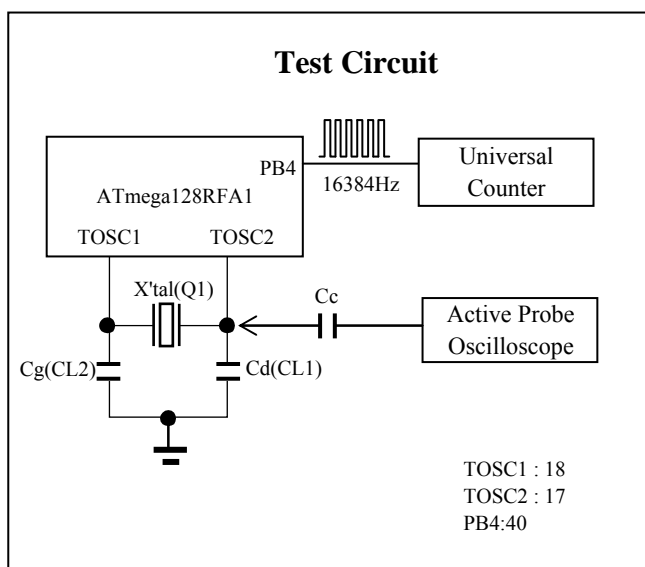 Test Circuit
PB4
ATmega128RFA1
TOSC1
TOSC2
16384Hz
Universal
Counter
X'tal(Q1)
Cc
Active Probe
Oscilloscope
Cg(CL2)
Cd(CL1)
TOSC1 : 18
TOSC2 : 17
PB4:40